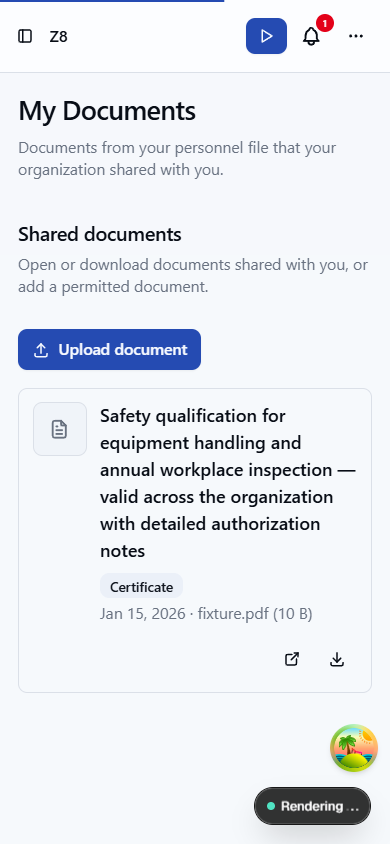 Z8
1
My Documents
Documents from your personnel file that your
organization shared with you.
Shared documents
Open or download documents shared with you, or
add a permitted document.
Upload document
Safety qualification for
equipment handling and
annual workplace inspection —
valid across the organization
with detailed authorization
notes
Certificate
Jan 15, 2026 · fixture.pdf (10 B)
Rendering ...